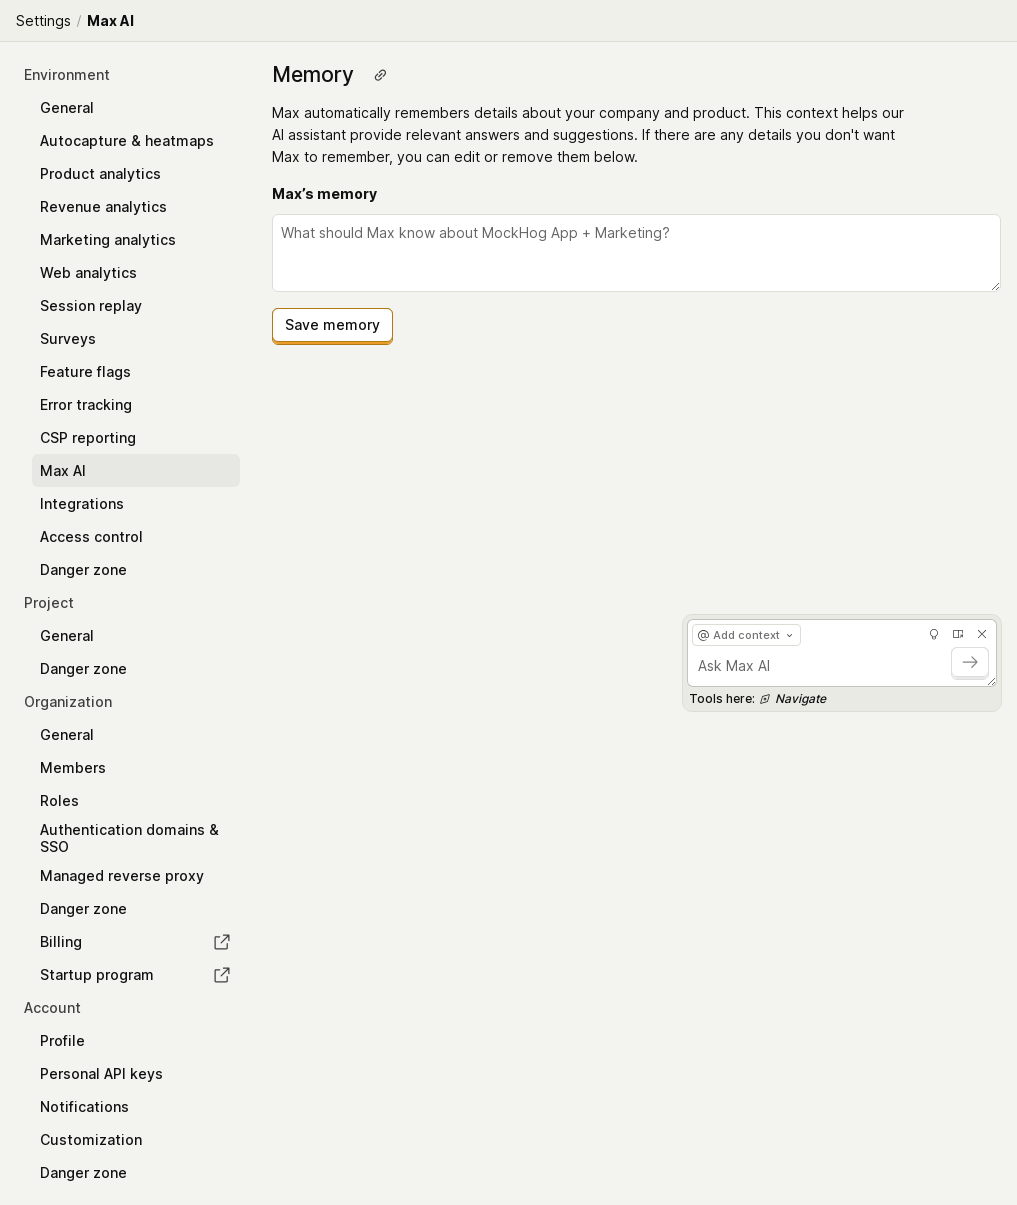 Settings / Max AI
Environment
General
Autocapture & heatmaps
Product analytics
Revenue analytics
Marketing analytics
Web analytics
Session replay
Surveys
Feature flags
Error tracking
CSP reporting
Max AI
Integrations
Access control
Danger zone
Project
General
Danger zone
Organization
General
Members
Roles
Authentication domains &
SSO
Managed reverse proxy
Danger zone
Billing
Startup program
Account
Profile
Personal API keys
Notifications
Customization
Danger zone
Memory
Max automatically remembers details about your company and product. This context helps our
AI assistant provide relevant answers and suggestions. If there are any details you don't want
Max to remember, you can edit or remove them below.
Max’s memory
What should Max know about MockHog App + Marketing?
Save memory
@ Add context
Ask Max AI
Tools here: Navigate